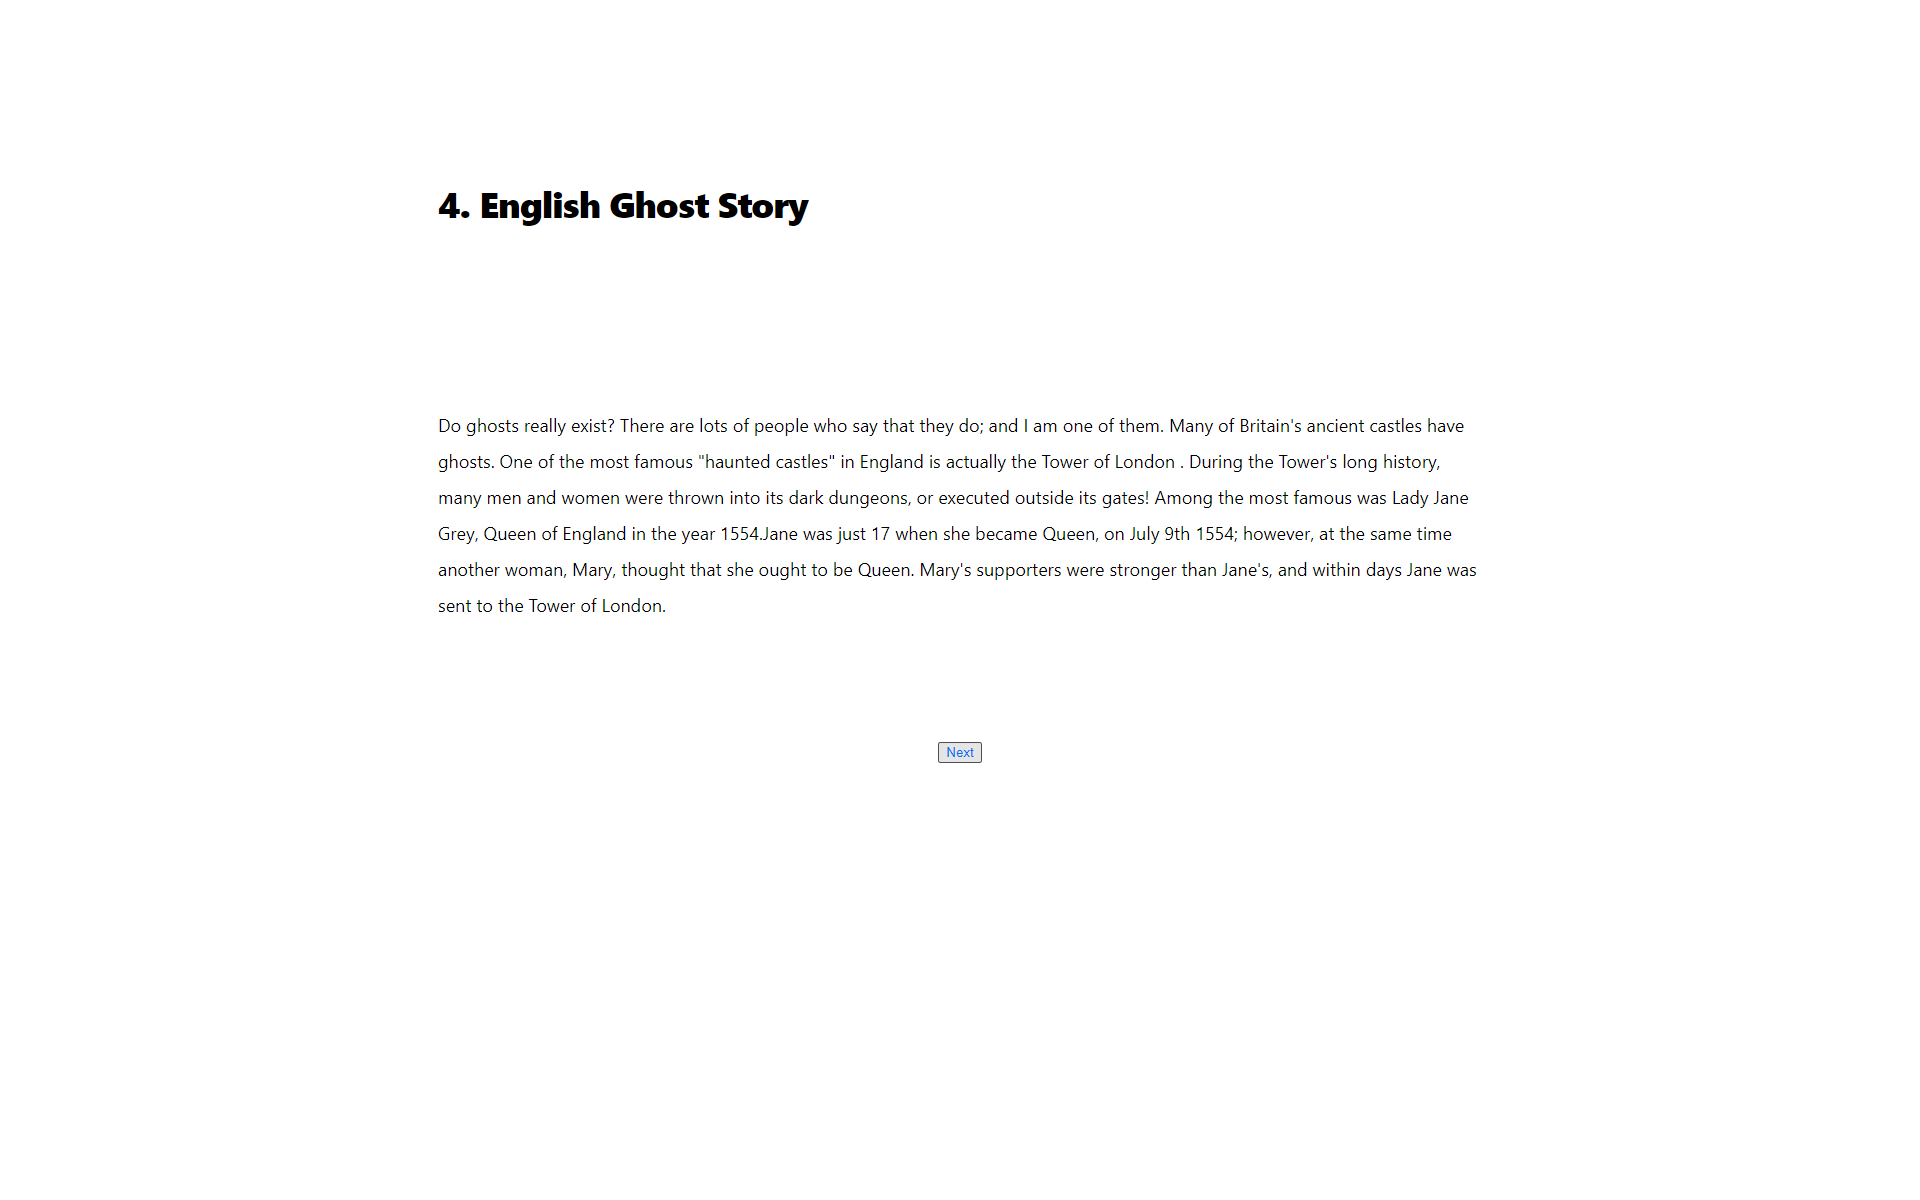 4. English Ghost Story
Do ghosts really exist? There are lots of people who say that they do; and I am one of them. Many of Britain's ancient castles have
ghosts. One of the most famous "haunted castles" in England is actually the Tower of London . During the Tower's long history,
many men and women were thrown into its dark dungeons, or executed outside its gates! Among the most famous was Lady Jane
Grey, Queen of England in the year 1554.Jane was just 17 when she became Queen, on July 9th 1554; however, at the same time
another woman, Mary, thought that she ought to be Queen. Mary's supporters were stronger than Jane's, and within days Jane was
sent to the Tower of London.
Next